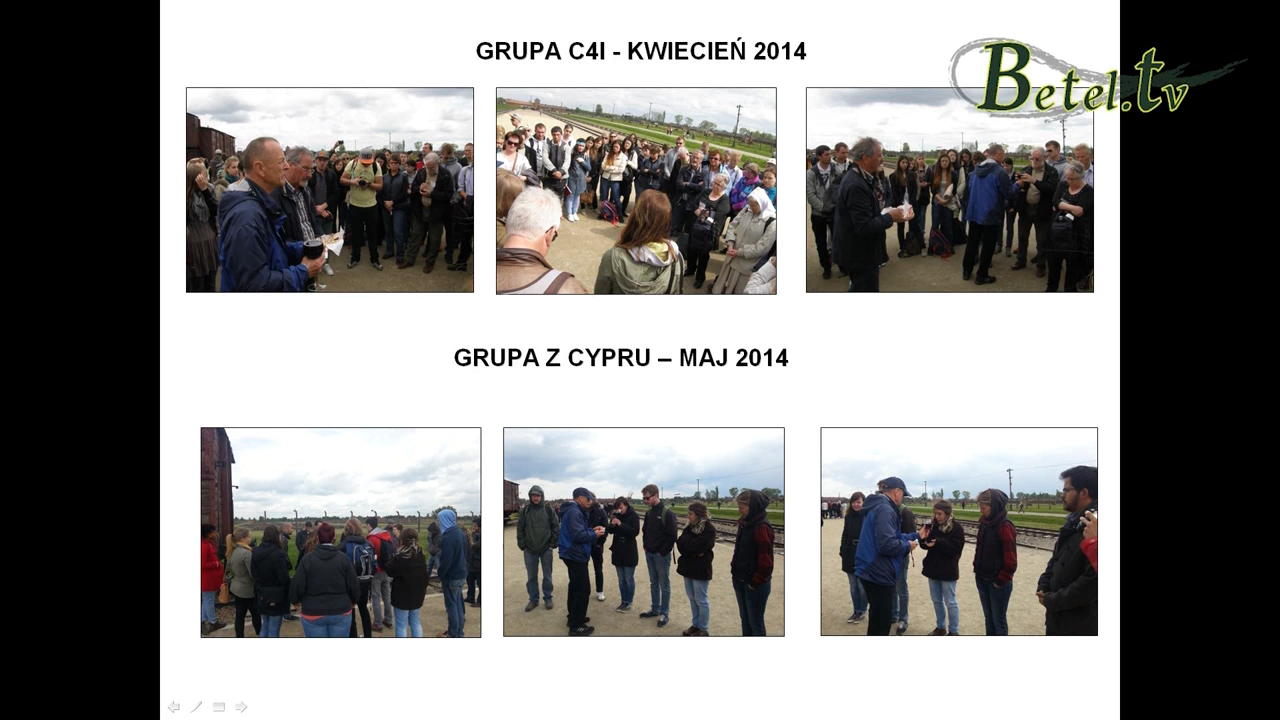 GRUPA C4I - KWIECIEŃ 2014
Betel.tv
GRUPA Z CYPRU – MAJ 2014